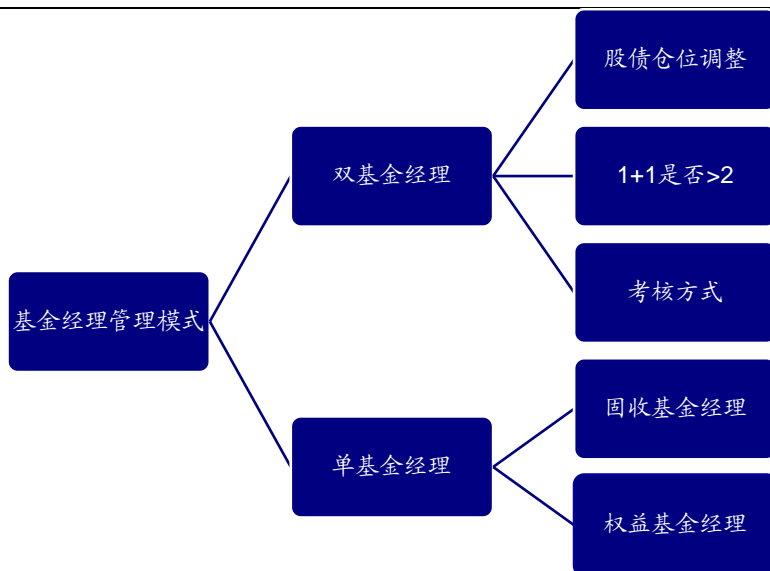 基金经理管理模式
双基金经理
股债仓位调整
1+1是否>2
考核方式
单基金经理
固收基金经理
权益基金经理